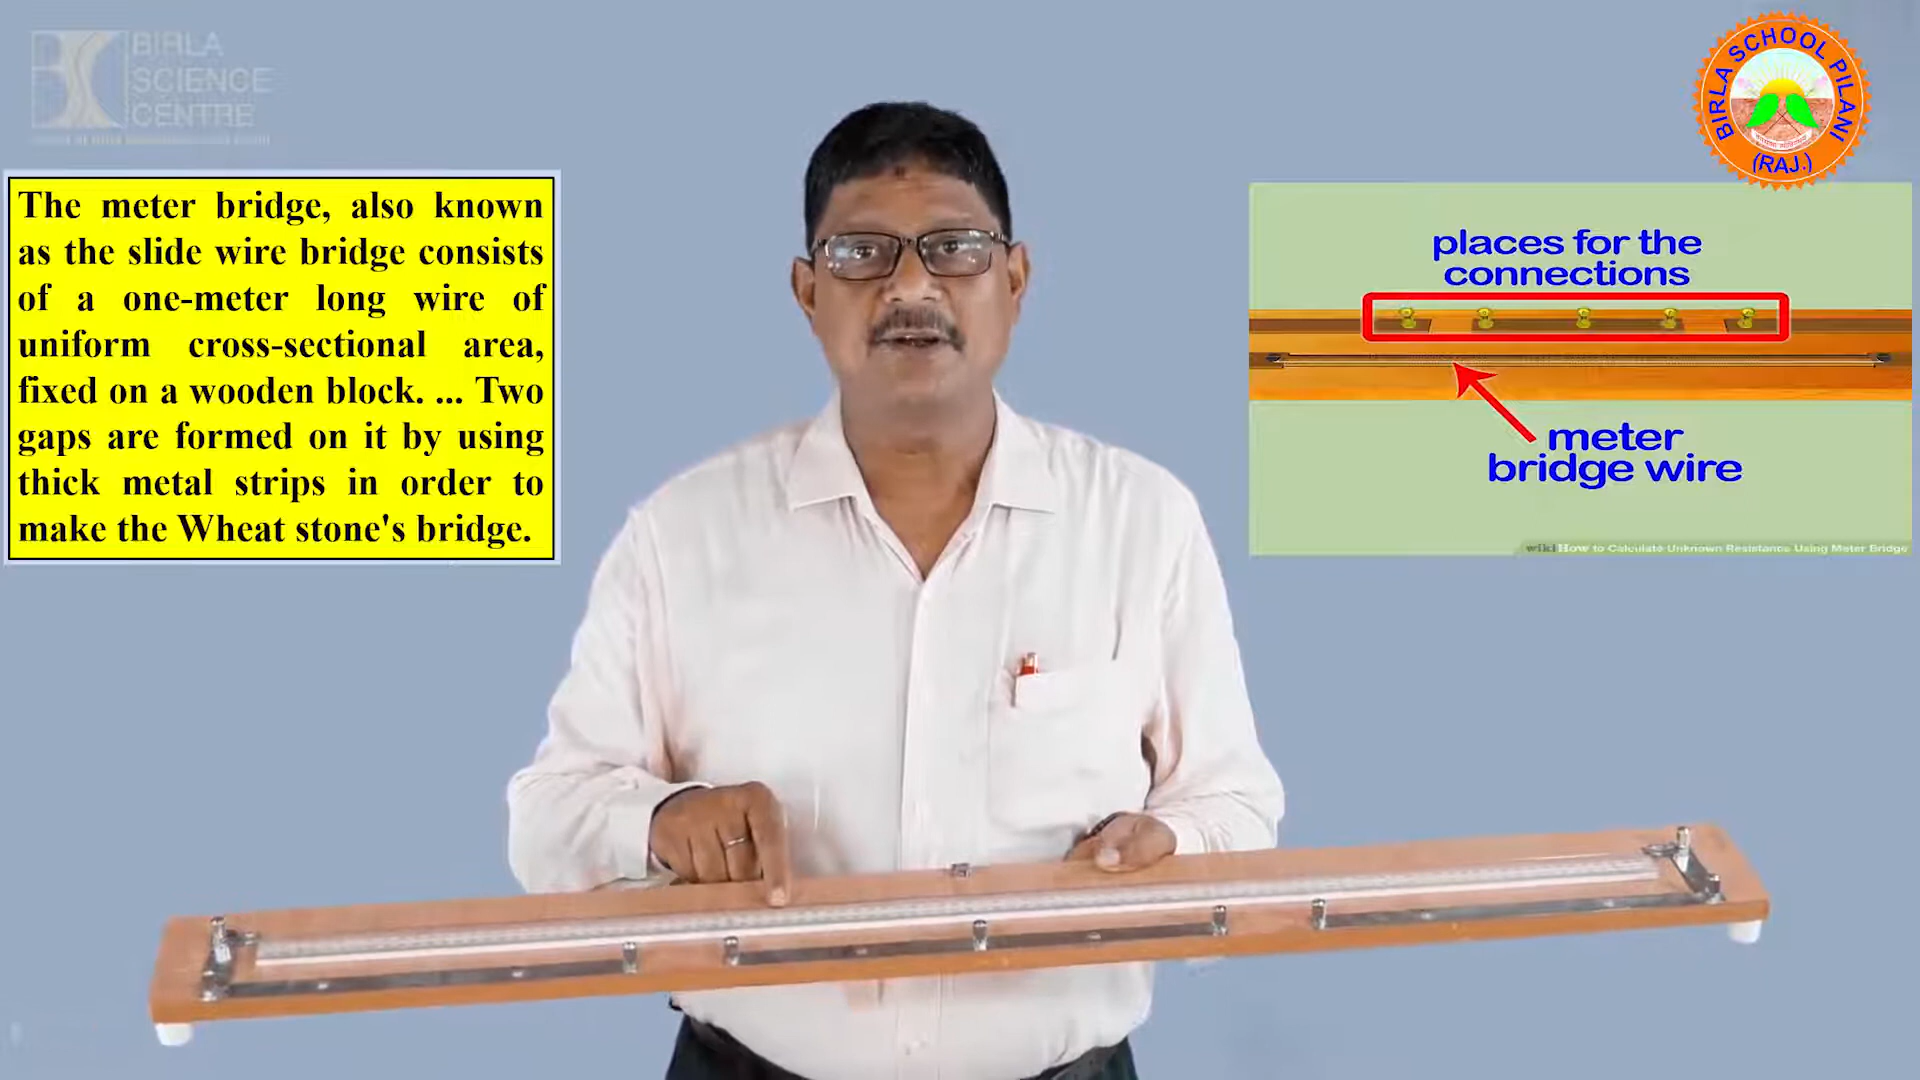 BIRLA
SCIENCE
CENTRE
BIRLA SCHOOL PILANI
(RAJ.)
The meter bridge, also known
as the slide wire bridge consists
of a one-meter long wire of
uniform cross-sectional area,
fixed on a wooden block. ... Two
gaps are formed on it by using
thick metal strips in order to
make the Wheat stone's bridge.
places for the
connections
meter
bridge wire
wikiHow to Calculate Unknown Resistance Using Meter Bridge